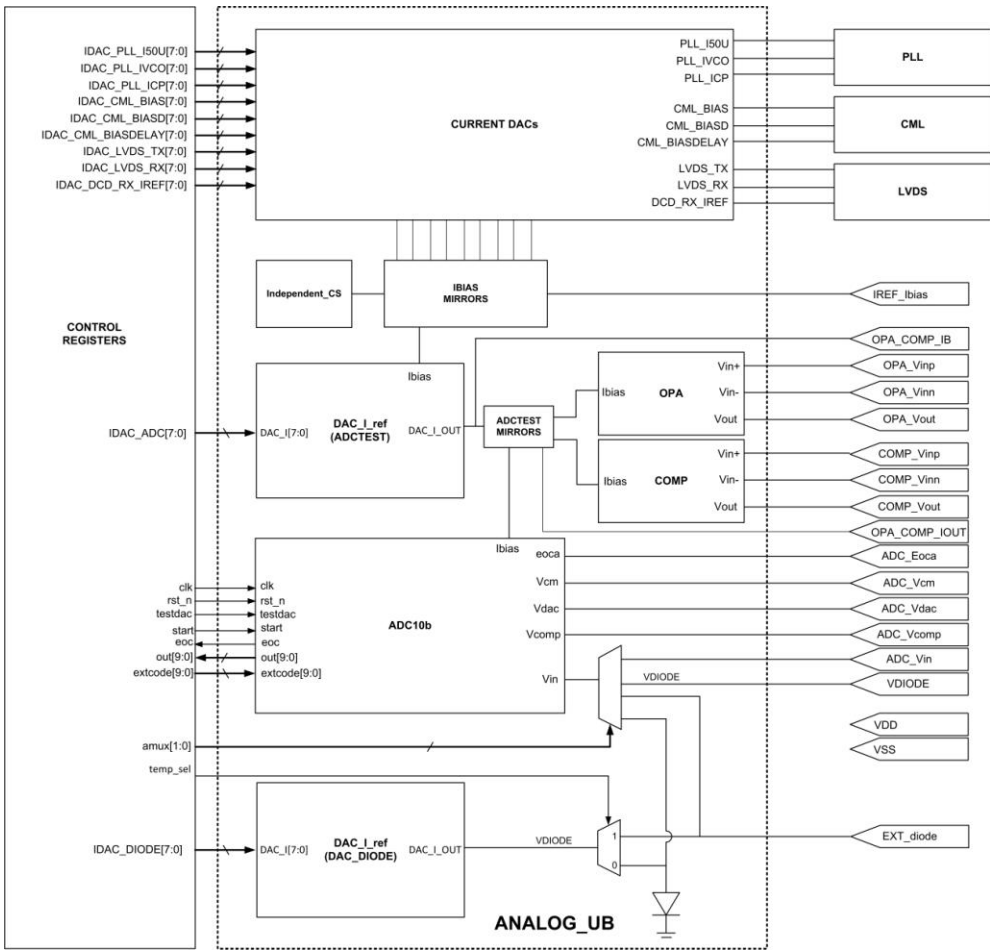 IDAC_PLL_I50U[7:0]
IDAC_PLL_IVCO[7:0]
IDAC_PLL_ICP[7:0]
IDAC_CML_BIAS[7:0]
IDAC_CML_BIASD[7:0]
IDAC_CML_BIASDELAY[7:0]
IDAC_LVDS_TX[7:0]
IDAC_LVDS_RX[7:0]
IDAC_DCD_RX_IREF[7:0]
CURRENT DACs
PLL_I50U
PLL_IVCO
PLL_ICP
CML_BIAS
CML_BIASD
CML_BIASDELAY
LVDS_TX
LVDS_RX
DCD_RX_IREF
PLL
CML
LVDS
CONTROL
REGISTERS
Independent_CS
IBIAS
MIRRORS
IREF_Ibias
OPA_COMP_IB
IDAC_ADC[7:0]
DAC_I[7:0]
Ibias
DAC_I_ref
(ADCTEST)
DAC_I_OUT
ADCTEST
MIRRORS
Ibias
OPA
Vin+
Vin-
Vout
OPA_Vinp
OPA_Vinn
OPA_Vout
Ibias
COMP
Vin+
Vin-
Vout
COMP_Vinp
COMP_Vinn
COMP_Vout
OPA_COMP_IOUT
clk
rst_n
testdac
start
eoc
out[9:0]
extcode[9:0]
clk
rst_n
testdac
start
eoc
out[9:0]
extcode[9:0]
Ibias
ADC10b
eoca
Vcm
Vdac
Vcomp
Vin
ADC_Eoca
ADC_Vcm
ADC_Vdac
ADC_Vcomp
ADC_Vin
VDIODE
VDIODE
VDD
VSS
amux[1:0]
temp_sel
IDAC_DIODE[7:0]
DAC_I[7:0]
DAC_I_ref
(DAC_DIODE)
DAC_I_OUT
VDIODE
1
0
EXT_diode
ANALOG_UB